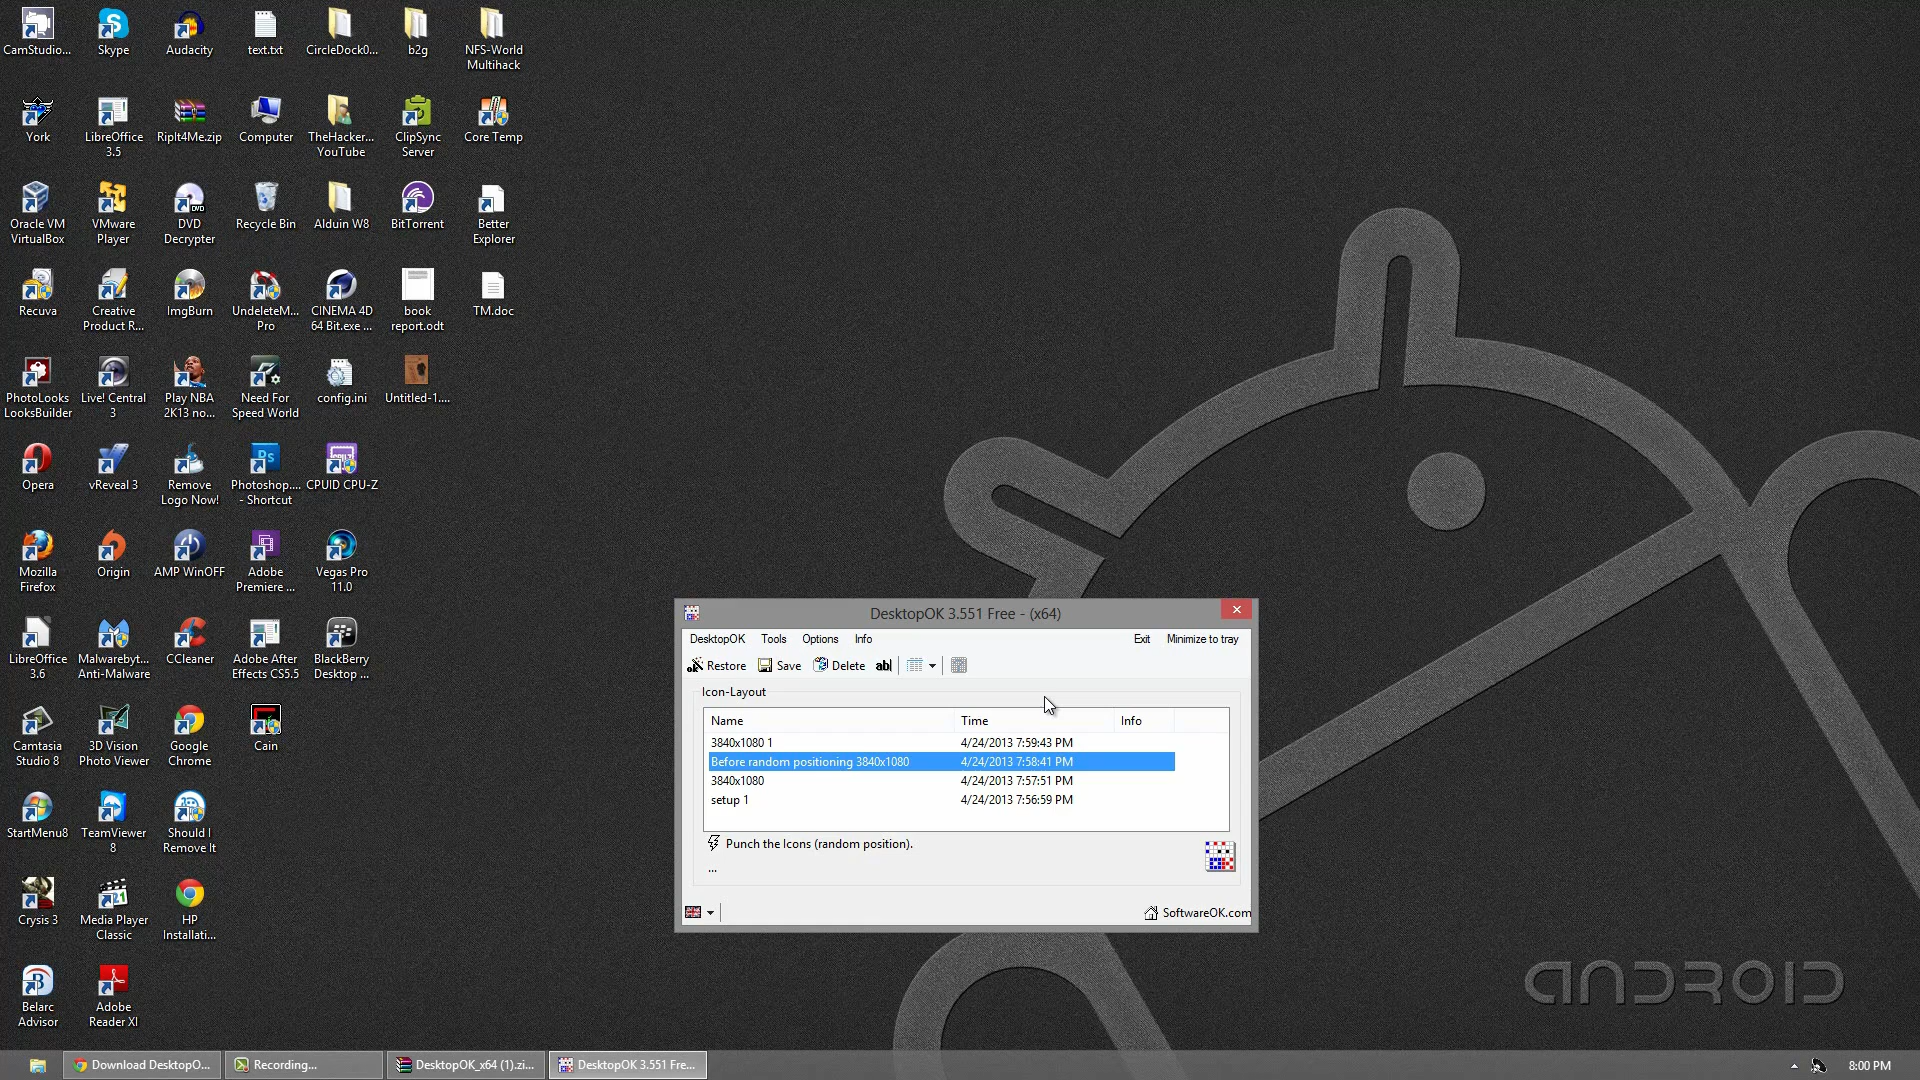 CamStudio...
Skype
Audacity
text.txt
CircleDock0...
b2g
NFS-World
Multihack
York
LibreOffice
3.5
RipIt4Me.zip
Computer
TheHacker...
YouTube
ClipSync
Server
Core Temp
Oracle VM
VirtualBox
VMware
Player
DVD
DVD
Decrypter
Recycle Bin
Alduin W8
BitTorrent
Better
Explorer
Recuva
Creative
Product R...
ImgBurn
UndeleteM...
Pro
CINEMA 4D
64 Bit.exe ...
book
report.odt
TM.doc
PhotoLooks
LooksBuilder
Live! Central
3
Play NBA
2K13 no...
Need For
Speed World
config.ini
Untitled-1....
Opera
vReveal 3
Remove
Logo Now!
Ps
Photoshop....
- Shortcut
CPUID CPU-Z
Mozilla
Firefox
Origin
AMP WinOFF
Adobe
Premiere ...
Vegas Pro
11.0
LibreOffice
3.6
Malwarebyt...
Anti-Malware
CCleaner
Adobe After
Effects CS5.5
BlackBerry
Desktop ...
Camtasia
Studio 8
3D Vision
Photo Viewer
Google
Chrome
Cain
StartMenu8
TeamViewer
8
Should I
Remove It
Crysis 3
Media Player
Classic
HP
Installati...
Belarc
Advisor
Adobe
Reader XI
DesktopOK 3.551 Free - (x64)
DesktopOK Tools Options Info Exit Minimize to tray
Restore Save Delete abl
Icon-Layout
Name Time Info
3840x1080 1 4/24/2013 7:59:43 PM
Before random positioning 3840x1080 4/24/2013 7:58:41 PM
3840x1080 4/24/2013 7:57:51 PM
setup 1 4/24/2013 7:56:59 PM
Punch the Icons (random position).
...
SoftwareOK.com
ANDROID
Download DesktopO...
Recording...
DesktopOK_x64 (1).zi...
DesktopOK 3.551 Free...
8:00 PM